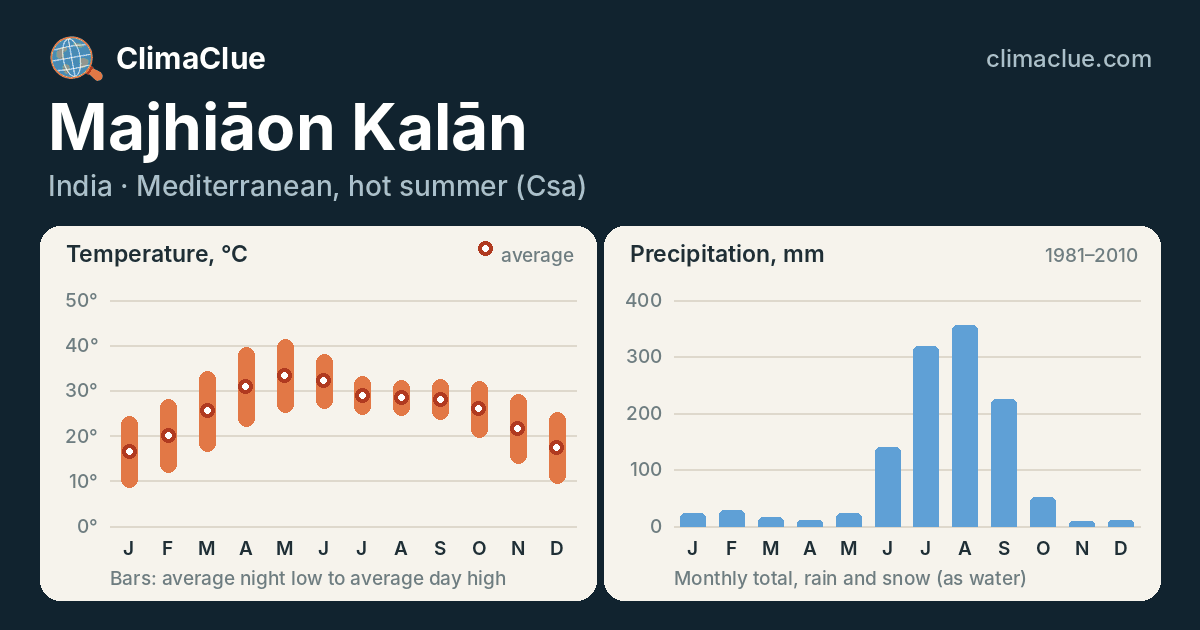 ClimaClue
climaclue.com
Majhiāon Kalān
India · Mediterranean, hot summer (Csa)
Temperature, °C
average
50°
40°
30°
20°
10°
0°
J F M A M J J A S O N D
Bars: average night low to average day high
Precipitation, mm
1981–2010
400
300
200
100
0
J F M A M J J A S O N D
Monthly total, rain and snow (as water)